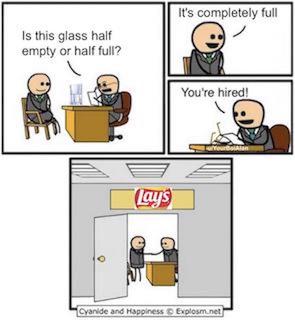 Is this glass half
empty or half full?
It's completely full
You're hired!
u/YourBoiAlan
Lay's
Cyanide and Happiness © Explosm.net